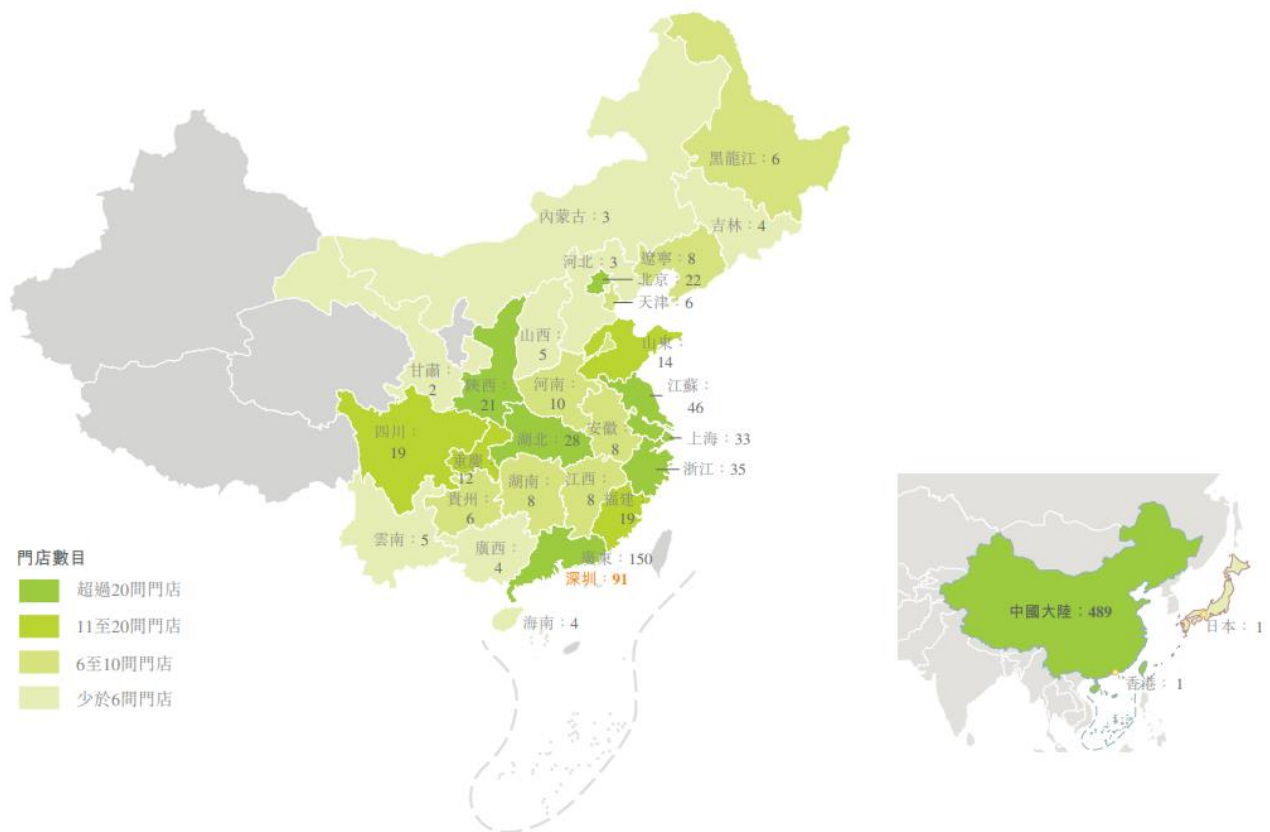 黑龍江：6
內蒙古：3
吉林：4
河北：3
遼寧：8
北京：22
天津：6
山西：
5
山東：
14
甘肅：
2
陝西：
21
河南：
10
江蘇：
46
四川：
19
湖北：28
安徽：
8
上海：33
重慶：
12
浙江：35
湖南：
8
江西：
8
貴州：
6
福建：
19
雲南：5
廣西：
4
廣東：150
深圳：91
海南：4
門店數目
超過20間門店
11至20間門店
6至10間門店
少於6間門店
中國大陸：489
日本：1
香港：1